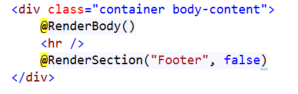 <div class="container body-content">
@RenderBody()
<hr />
@RenderSection("Footer", false)
</div>